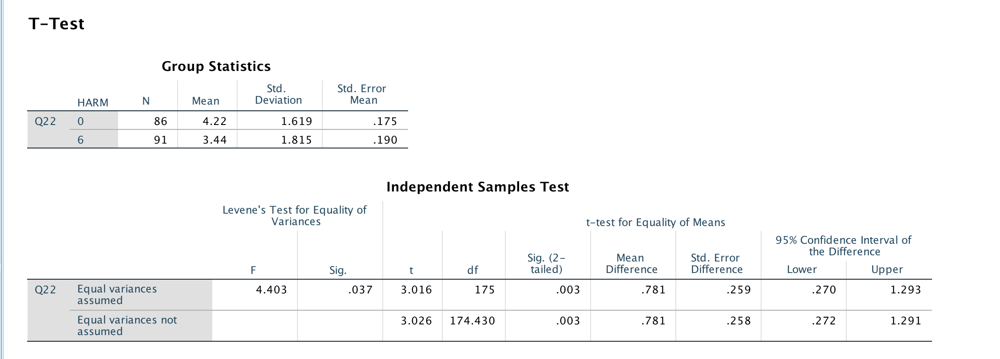 T-Test
Group Statistics
HARM N Mean Std. Deviation Std. Error Mean
Q22 0 86 4.22 1.619 .175
6 91 3.44 1.815 .190
Independent Samples Test
Levene's Test for Equality of Variances
t-test for Equality of Means
F Sig. t df Sig. (2-tailed) Mean Difference Std. Error Difference 95% Confidence Interval of the Difference
Lower Upper
Q22 Equal variances assumed 4.403 .037 3.016 175 .003 .781 .259 .270 1.293
Equal variances not assumed 3.026 174.430 .003 .781 .258 .272 1.291